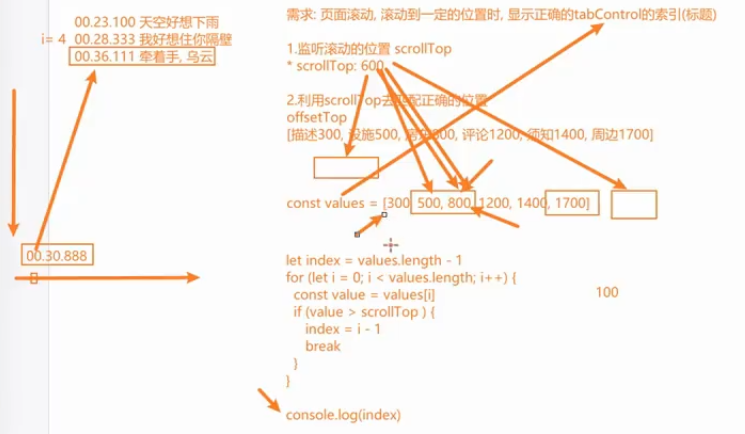 00.23.100 天空好想下雨
i= 4 00.28.333 我好想住你隔壁
00.36.111 牵着手, 乌云
00.30.888
需求: 页面滚动, 滚动到一定的位置时, 显示正确的tabControl的索引(标题)
1.监听滚动的位置 scrollTop
* scrollTop: 600
2.利用scrollTop去匹配正确的位置
offsetTop
[描述300, 设施500, 800, 评论1200, 须知1400, 周边1700]
const values = [300, 500, 800, 1200, 1400, 1700]
let index = values.length - 1
for (let i = 0; i < values.length; i++) {
const value = values[i]
if (value > scrollTop ) {
index = i - 1
break
}
}
console.log(index)
100